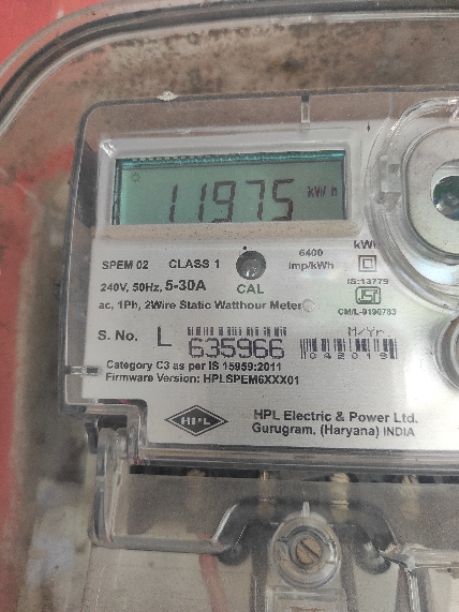 11975 kWh
SPEM 02 CLASS 1 6400 imp/kWh kWh
240V, 50Hz, 5-30A CAL IS:13779
ac, 1Ph, 2Wire Static Watthour Meter CM/L-9190783
M/Yr.
S. No. L 635966 042019
Category C3 as per IS 15959:2011
Firmware Version: HPLSPEM6XXX01
HPL HPL Electric & Power Ltd.
Gurugram, (Haryana) INDIA